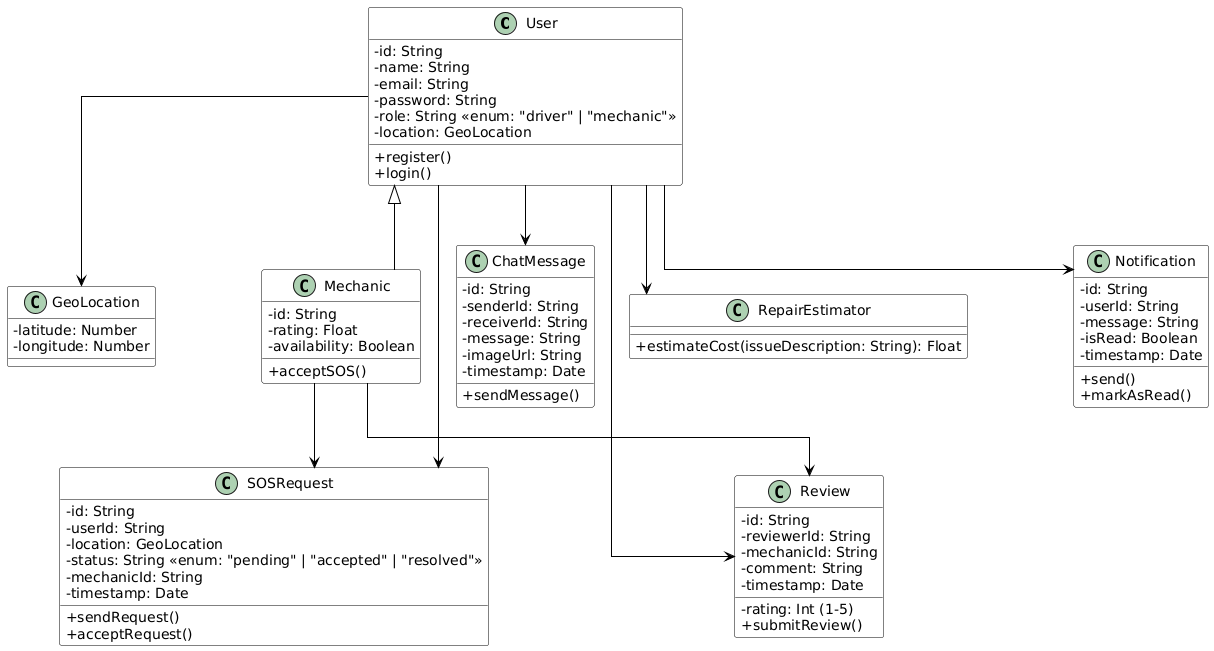 C User
-id: String
-name: String
-email: String
-password: String
-role: String «enum: "driver" | "mechanic"»
-location: GeoLocation
+register()
+login()
C GeoLocation
-latitude: Number
-longitude: Number
C Mechanic
-id: String
-rating: Float
-availability: Boolean
+acceptSOS()
C ChatMessage
-id: String
-senderId: String
-receiverId: String
-message: String
-imageUrl: String
-timestamp: Date
+sendMessage()
C RepairEstimator
+estimateCost(issueDescription: String): Float
C Notification
-id: String
-userId: String
-message: String
-isRead: Boolean
-timestamp: Date
+send()
+markAsRead()
C SOSRequest
-id: String
-userId: String
-location: GeoLocation
-status: String «enum: "pending" | "accepted" | "resolved"»
-mechanicId: String
-timestamp: Date
+sendRequest()
+acceptRequest()
C Review
-id: String
-reviewerId: String
-mechanicId: String
-comment: String
-timestamp: Date
-rating: Int (1-5)
+submitReview()